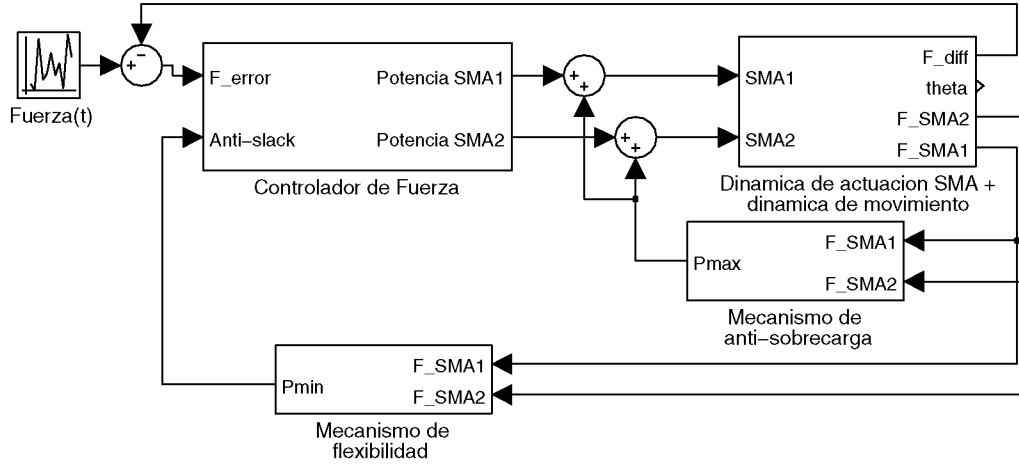 Fuerza(t)
F_error
Anti-slack
Potencia SMA1
Potencia SMA2
Controlador de Fuerza
SMA1
SMA2
F_diff
theta
F_SMA2
F_SMA1
Dinamica de actuacion SMA +
dinamica de movimiento
Pmax
F_SMA1
F_SMA2
Mecanismo de
anti-sobrecarga
Pmin
F_SMA1
F_SMA2
Mecanismo de
flexibilidad